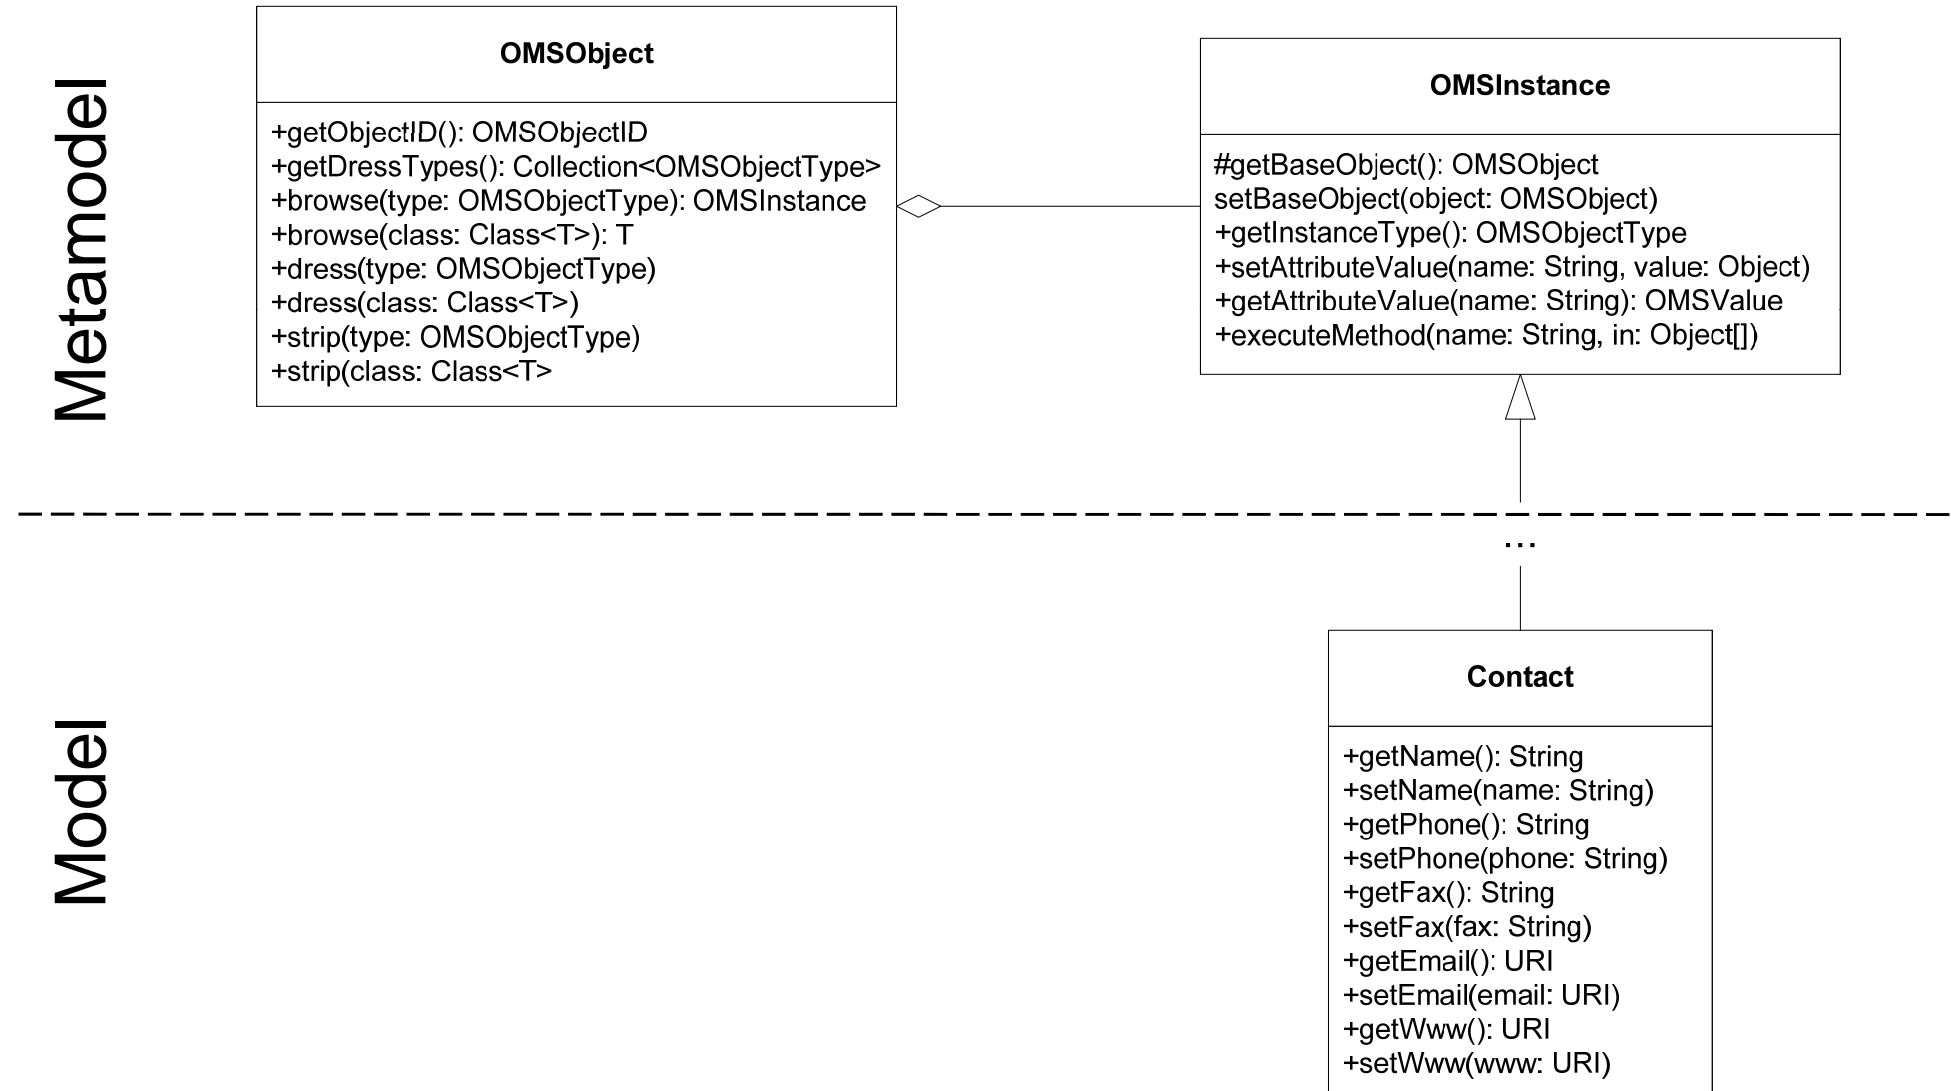 Metamodel
OMSObject
+getObjectID(): OMSObjectID
+getDressTypes(): Collection<OMSObjectType>
+browse(type: OMSObjectType): OMSInstance
+browse(class: Class<T>): T
+dress(type: OMSObjectType)
+dress(class: Class<T>)
+strip(type: OMSObjectType)
+strip(class: Class<T>
OMSInstance
#getBaseObject(): OMSObject
setBaseObject(object: OMSObject)
+getInstanceType(): OMSObjectType
+setAttributeValue(name: String, value: Object)
+getAttributeValue(name: String): OMSValue
+executeMethod(name: String, in: Object[])
...
Model
Contact
+getName(): String
+setName(name: String)
+getPhone(): String
+setPhone(phone: String)
+getFax(): String
+setFax(fax: String)
+getEmail(): URI
+setEmail(email: URI)
+getWww(): URI
+setWww(www: URI)